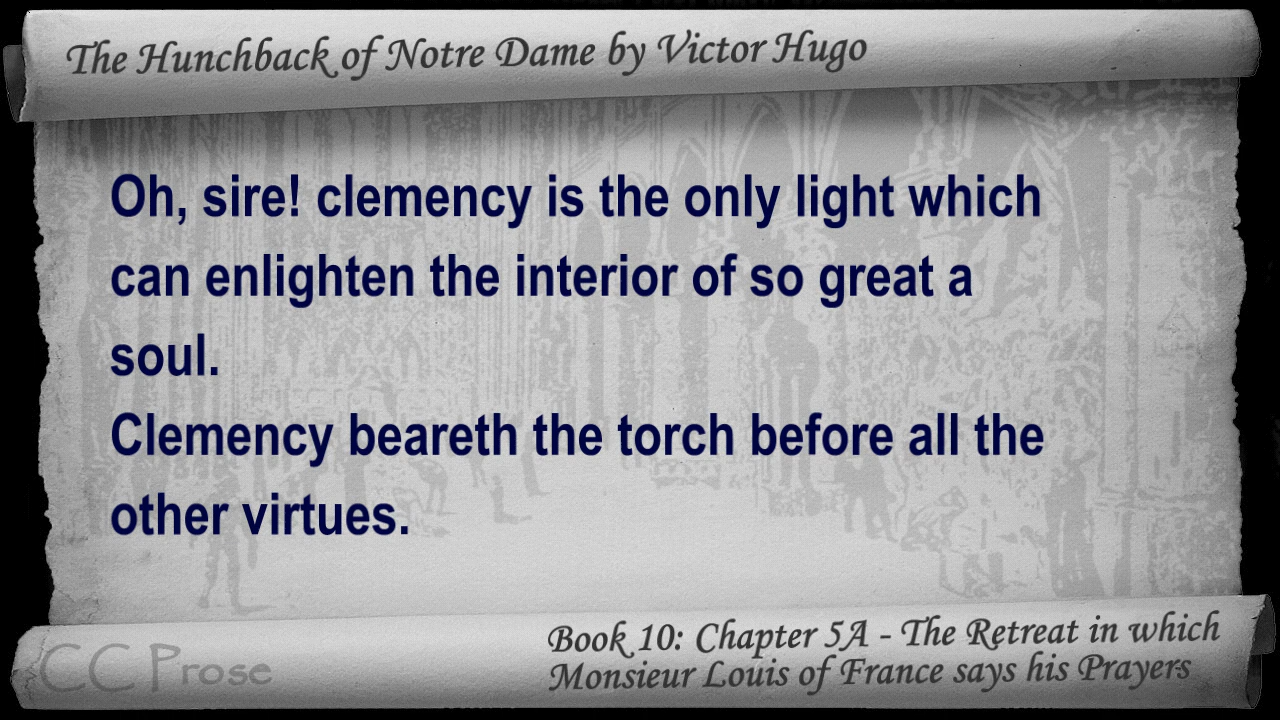 The Hunchback of Notre Dame by Victor Hugo
Oh, sire! clemency is the only light which
can enlighten the interior of so great a
soul.
Clemency beareth the torch before all the
other virtues.
Book 10: Chapter 5A - The Retreat in which
Monsieur Louis of France says his Prayers
CC Prose